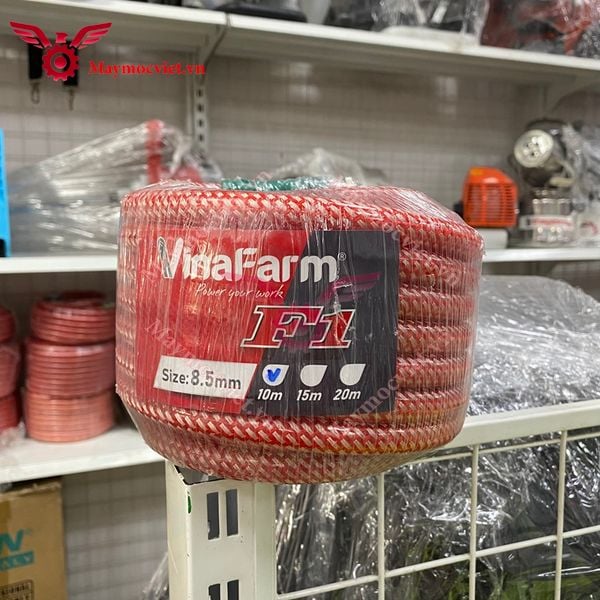 Maymocviet.vn
VinaFarm®
Power your work
F1
Size: 8.5mm
10m 15m 20m